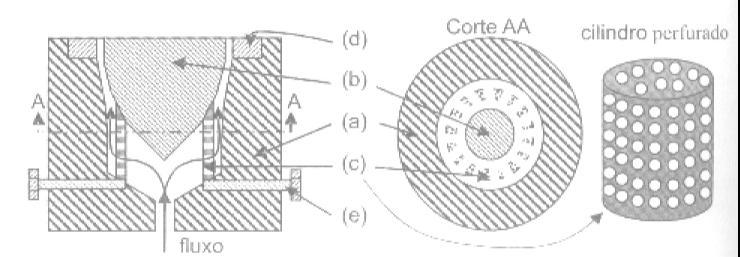 Corte AA
cilindro perfurado
(d)
(b)
A
A
(a)
(c)
(e)
fluxo